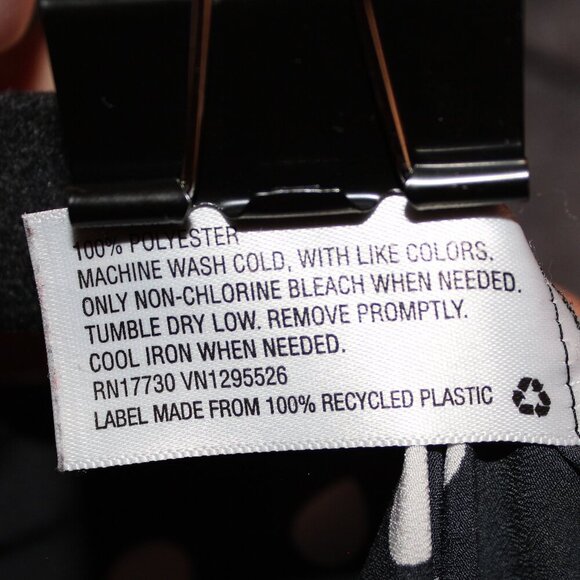 100% POLYESTER
MACHINE WASH COLD, WITH LIKE COLORS.
ONLY NON-CHLORINE BLEACH WHEN NEEDED.
TUMBLE DRY LOW. REMOVE PROMPTLY.
COOL IRON WHEN NEEDED.
RN17730 VN1295526
LABEL MADE FROM 100% RECYCLED PLASTIC